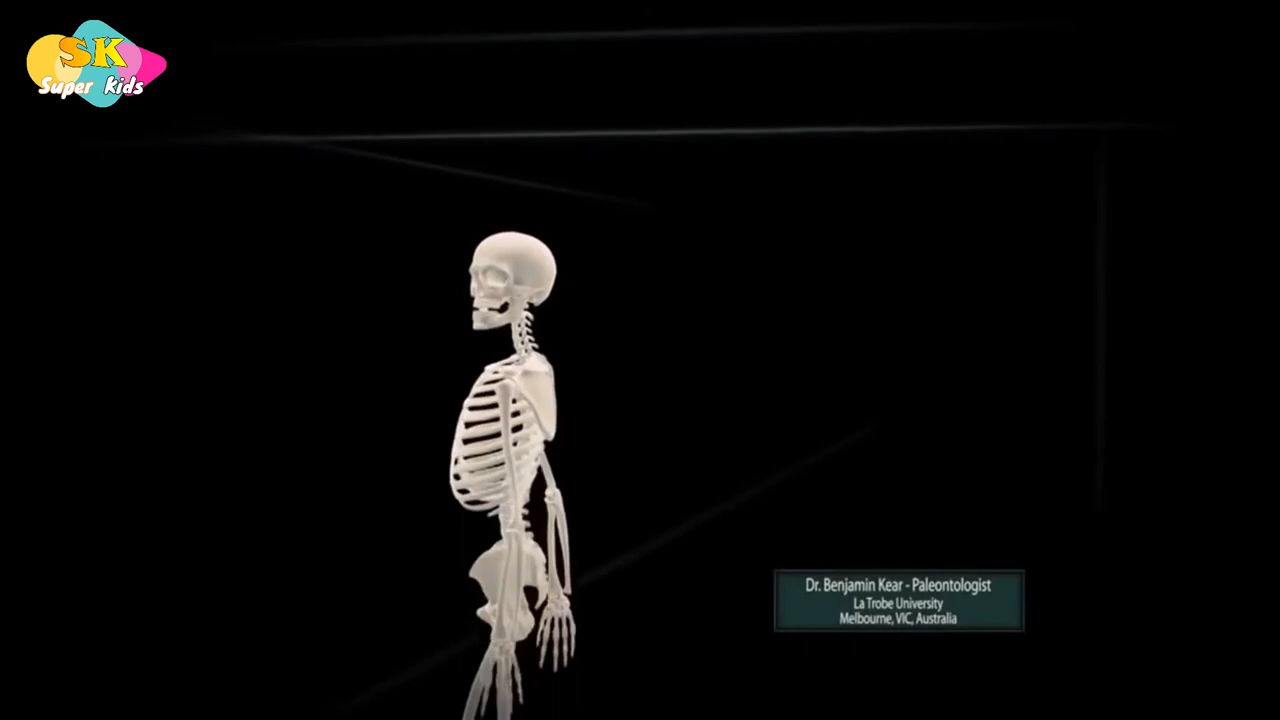 SK
Super Kids
Dr. Benjamin Kear - Paleontologist
La Trobe University
Melbourne, VIC, Australia